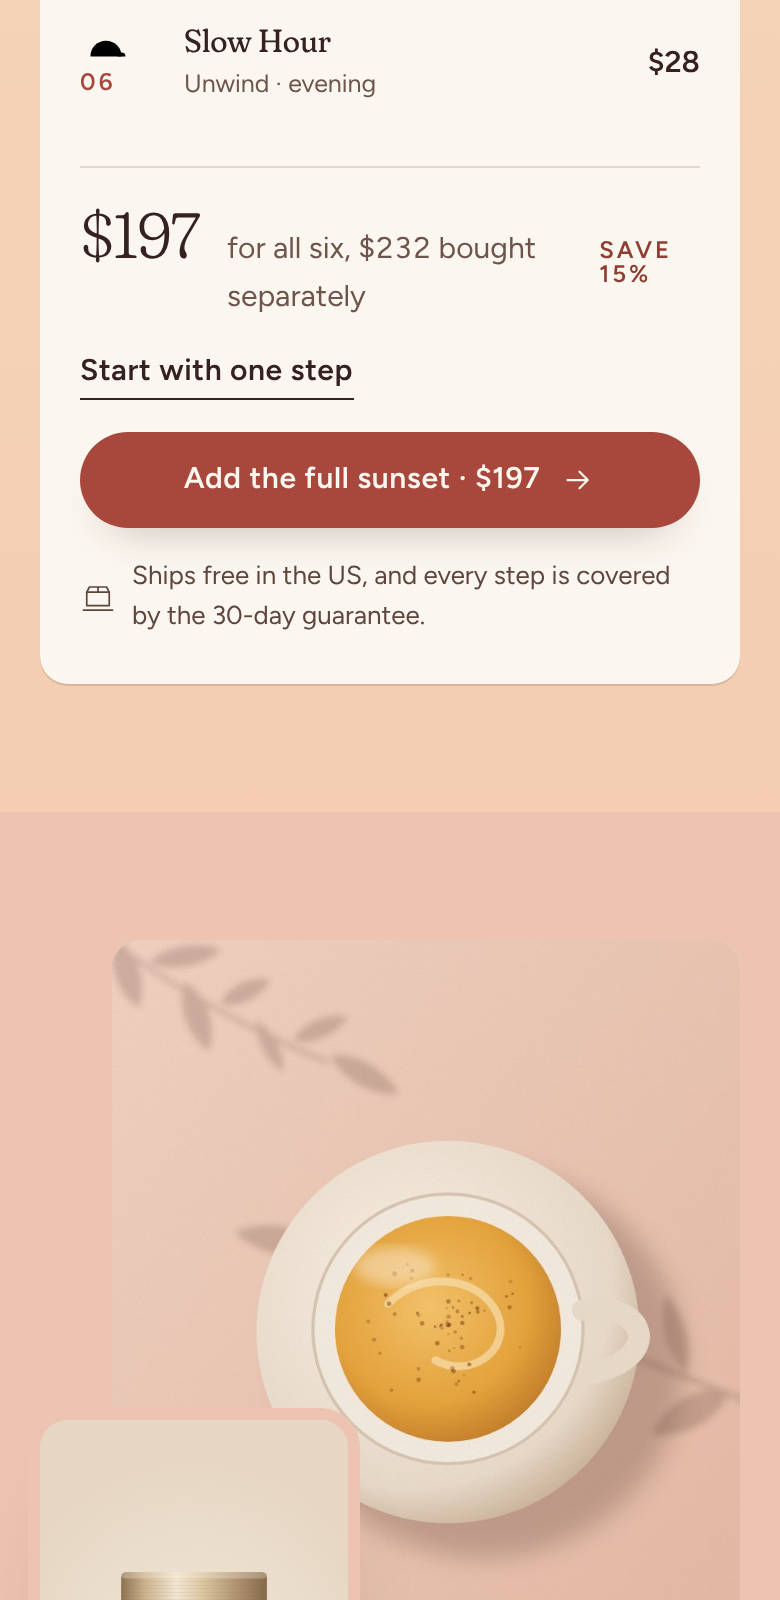 Slow Hour
06
Unwind · evening
$28
$197
for all six, $232 bought
separately
SAVE
15%
Start with one step
Add the full sunset · $197 →
Ships free in the US, and every step is covered
by the 30-day guarantee.